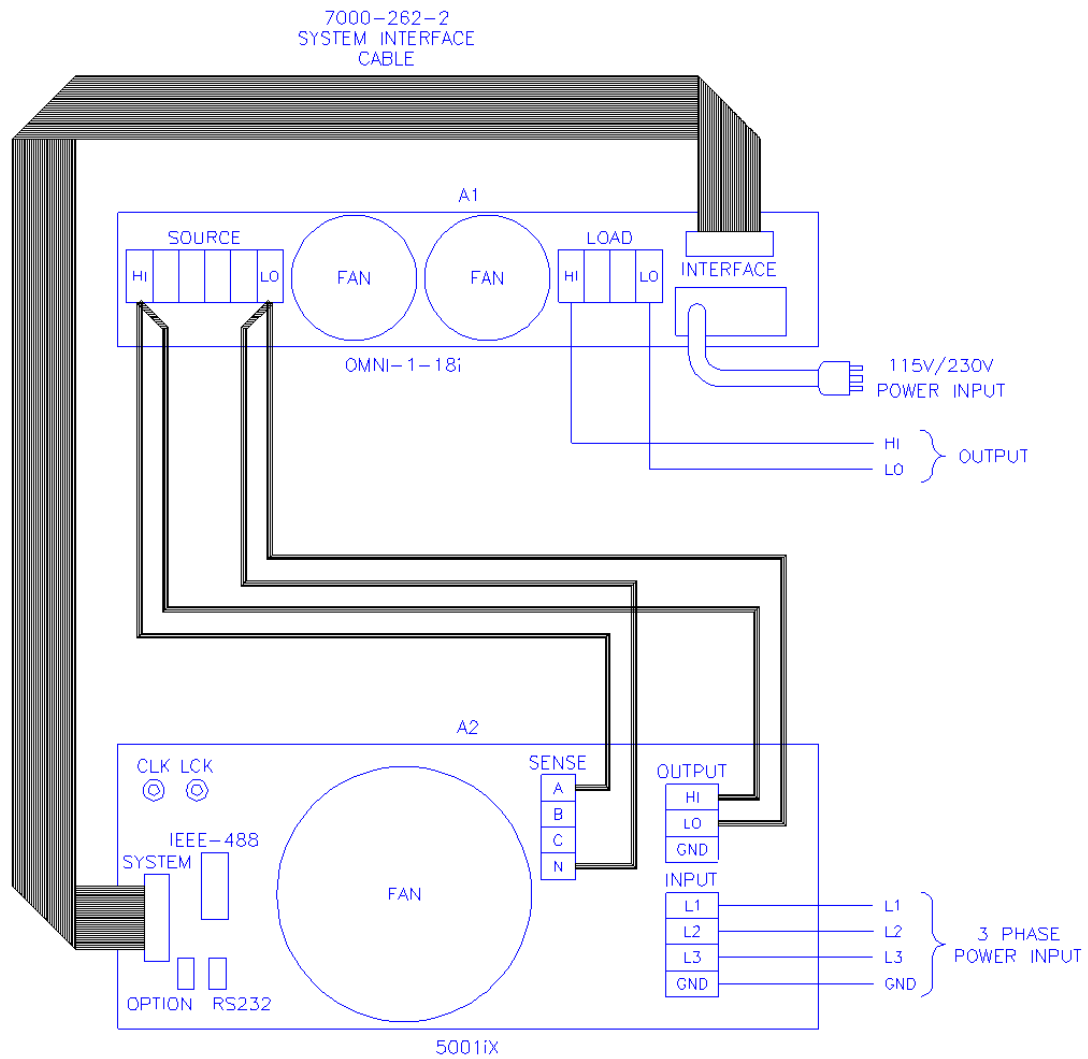 7000-262-2
SYSTEM INTERFACE
CABLE
A1
SOURCE
HI
LO
FAN
FAN
LOAD
HI
LO
INTERFACE
OMNI-1-18i
115V/230V
POWER INPUT
HI
LO
OUTPUT
A2
CLK LCK
IEEE-488
SYSTEM
OPTION
RS232
FAN
SENSE
A
B
C
N
OUTPUT
HI
LO
GND
INPUT
L1
L2
L3
GND
L1
L2
L3
GND
3 PHASE
POWER INPUT
5001iX